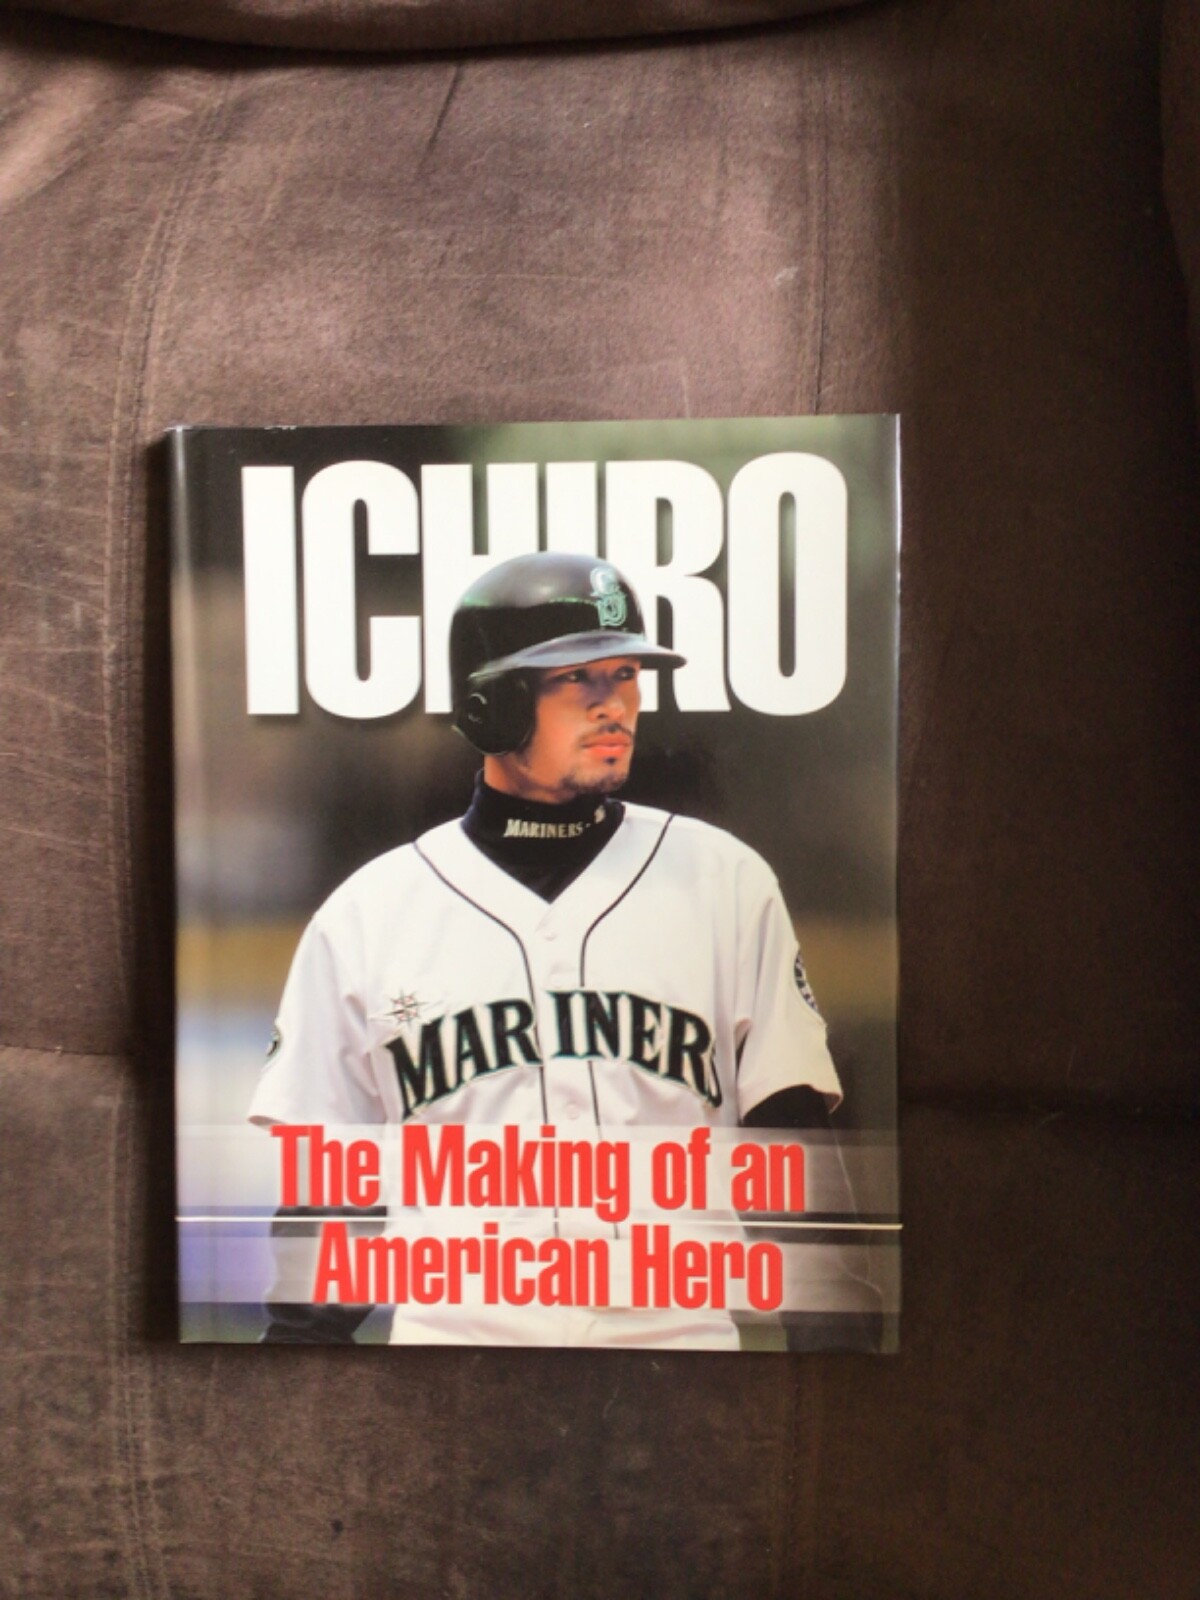 ICHIRO
MARINERS
MARINERS
The Making of an
American Hero